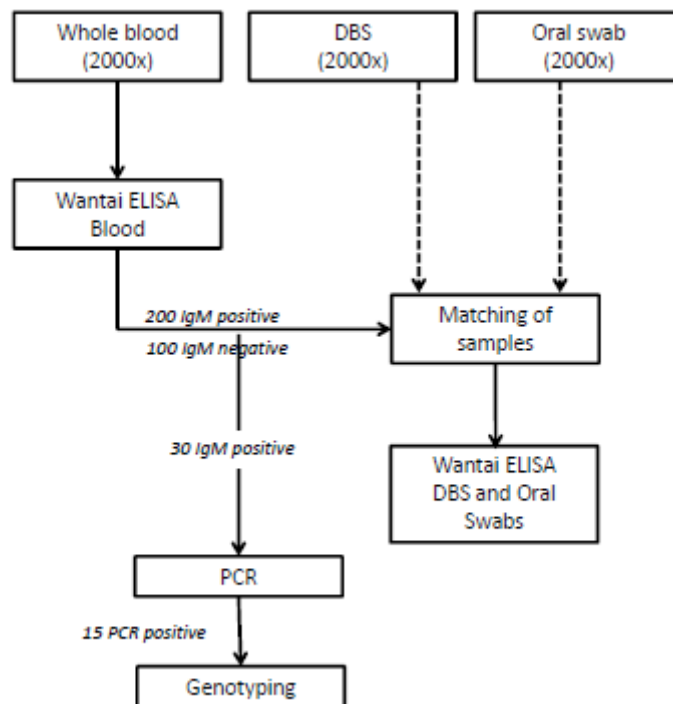 Whole blood
(2000x)
DBS
(2000x)
Oral swab
(2000x)
Wantai ELISA
Blood
200 IgM positive
100 IgM negative
Matching of
samples
30 IgM positive
Wantai ELISA
DBS and Oral
Swabs
PCR
15 PCR positive
Genotyping